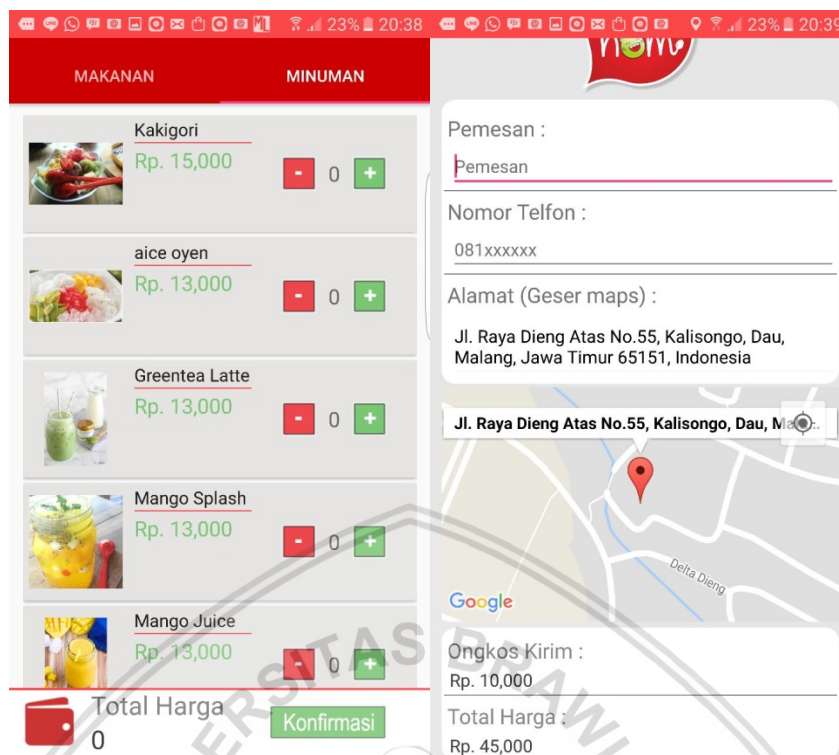 23% 20:38
MAKANAN MINUMAN
Kakigori
Rp. 15,000
- 0 +
aice oyen
Rp. 13,000
- 0 +
Greentea Latte
Rp. 13,000
- 0 +
Mango Splash
Rp. 13,000
- 0 +
Mango Juice
Rp. 13,000
- 0 +
Total Harga
0
Konfirmasi
23% 20:39
nom!
Pemesan :
Pemesan
Nomor Telfon :
081xxxxxx
Alamat (Geser maps) :
Jl. Raya Dieng Atas No.55, Kalisongo, Dau,
Malang, Jawa Timur 65151, Indonesia
Jl. Raya Dieng Atas No.55, Kalisongo, Dau,
Delta Dieng
Google
Ongkos Kirim :
Rp. 10,000
Total Harga :
Rp. 45,000
ERSITAS BRAWI